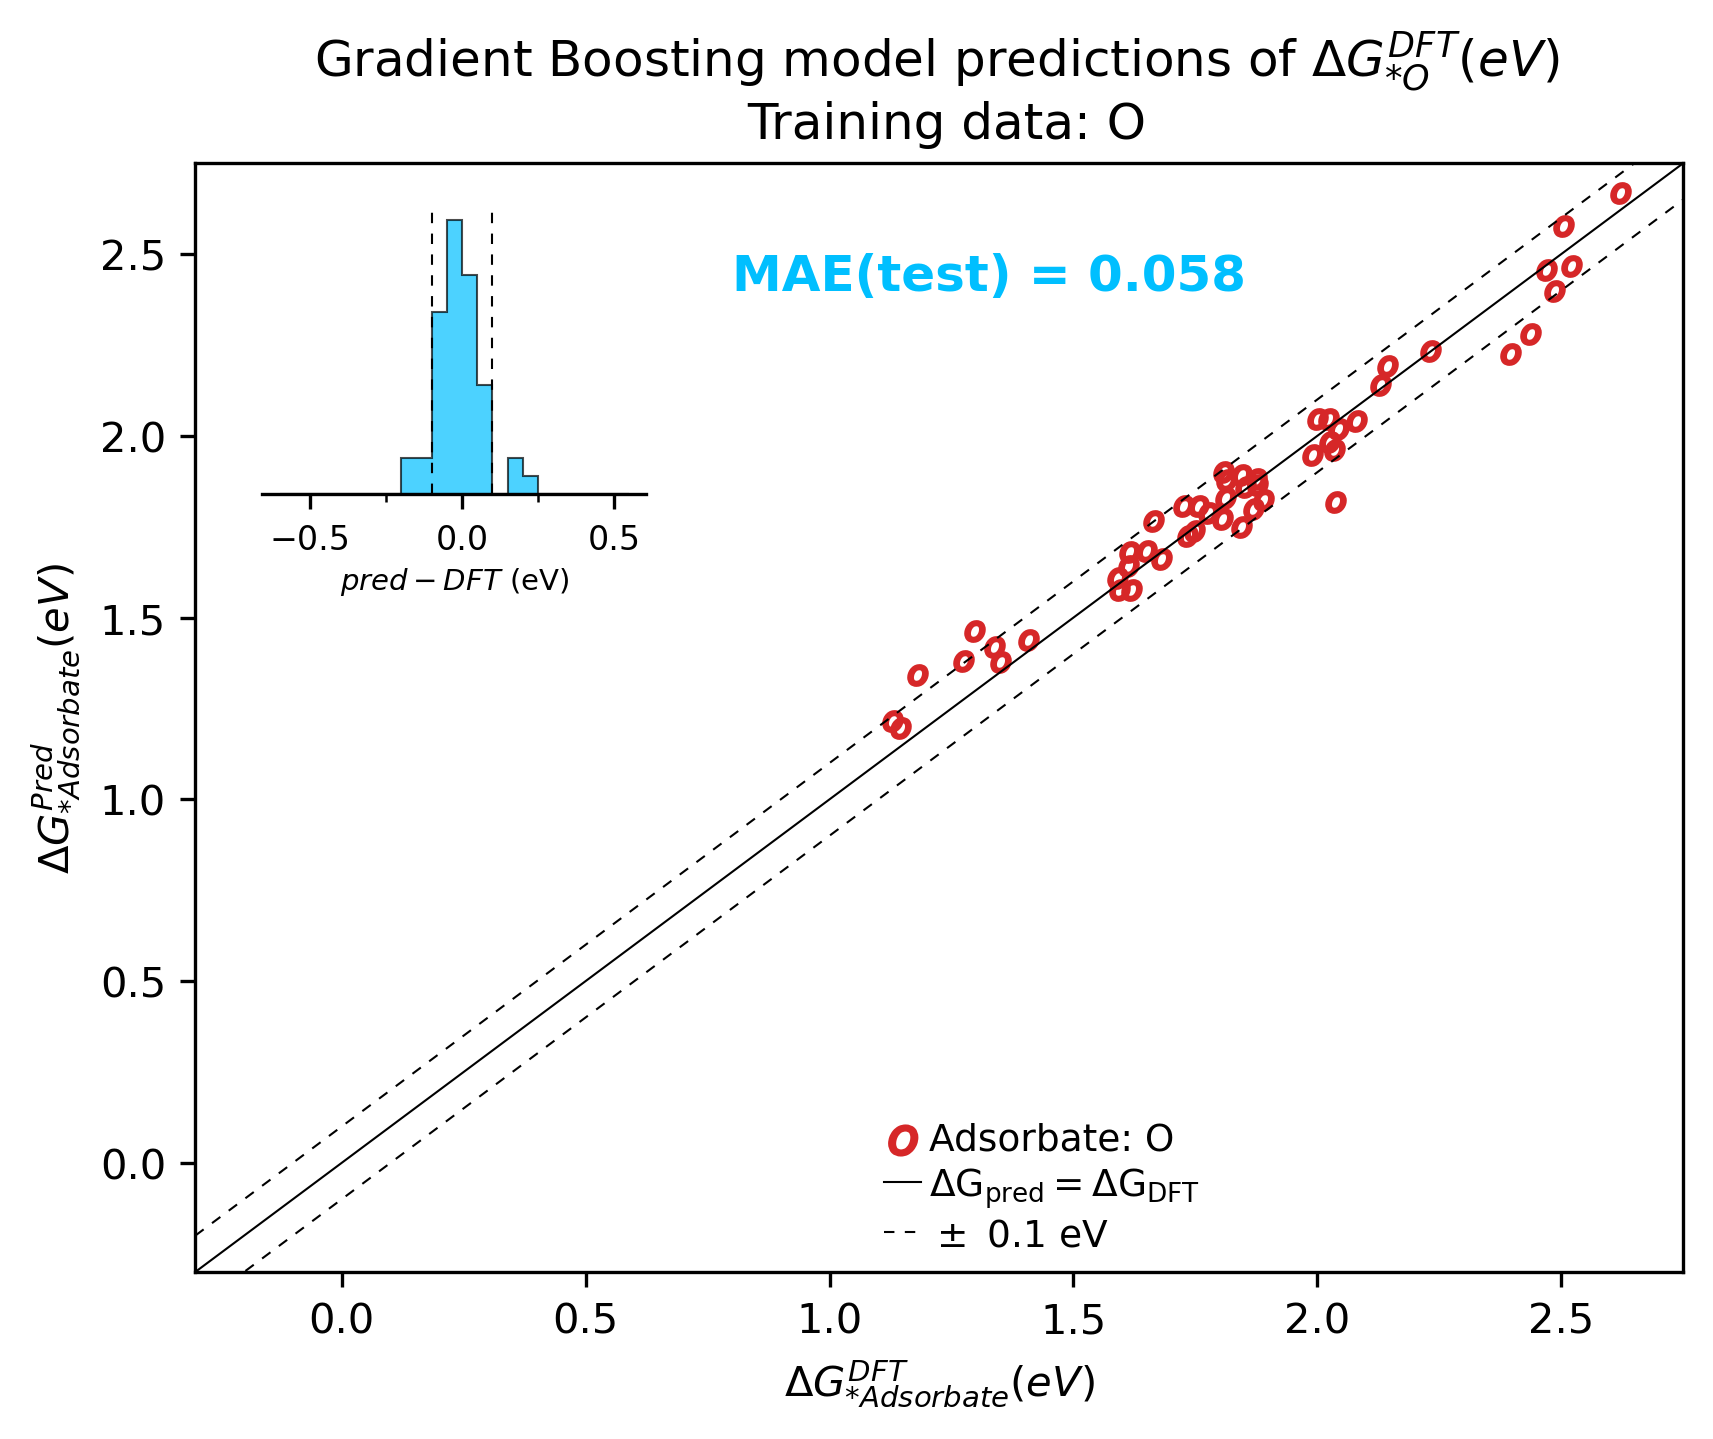 Gradient Boosting model predictions of ΔG*O^DFT(eV)
Training data: O
MAE(test) = 0.058
−0.5 0.0 0.5
pred − DFT (eV)
2.5
2.0
1.5
1.0
0.5
0.0
ΔG*Adsorbate^Pred(eV)
Adsorbate: O
ΔGpred = ΔGDFT
± 0.1 eV
0.0 0.5 1.0 1.5 2.0 2.5
ΔG*Adsorbate^DFT(eV)